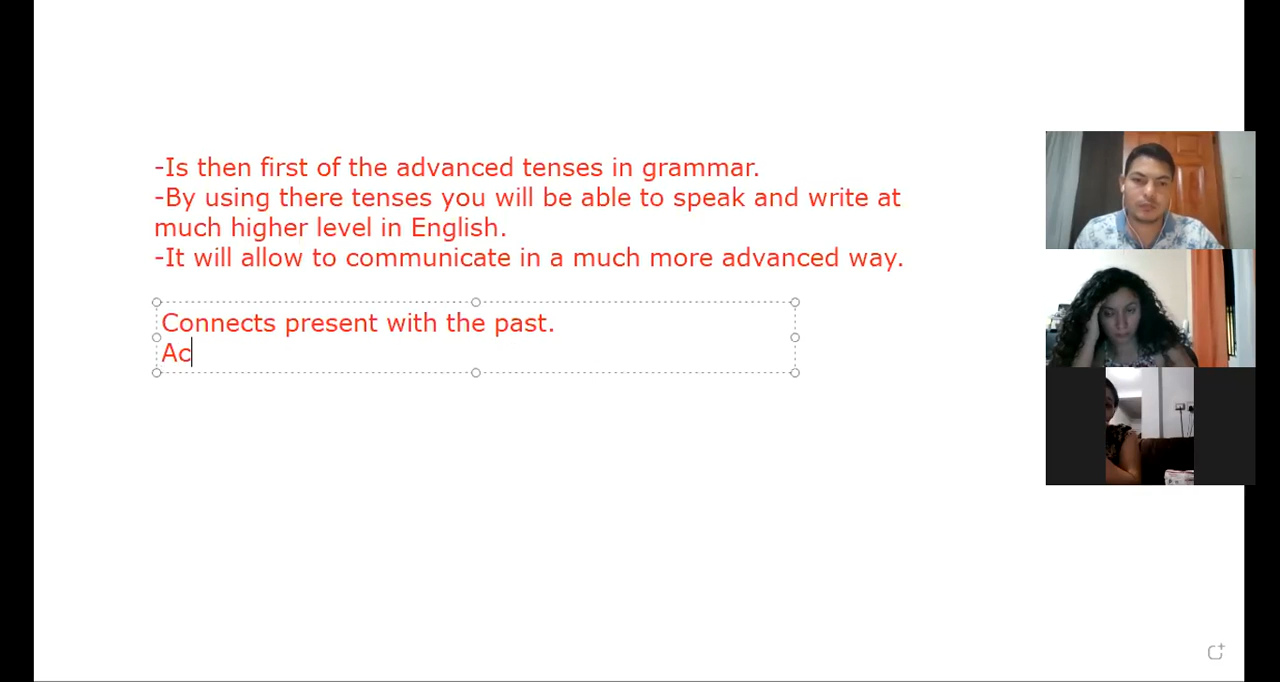 -Is then first of the advanced tenses in grammar.
-By using there tenses you will be able to speak and write at
much higher level in English.
-It will allow to communicate in a much more advanced way.
Connects present with the past.
Ac